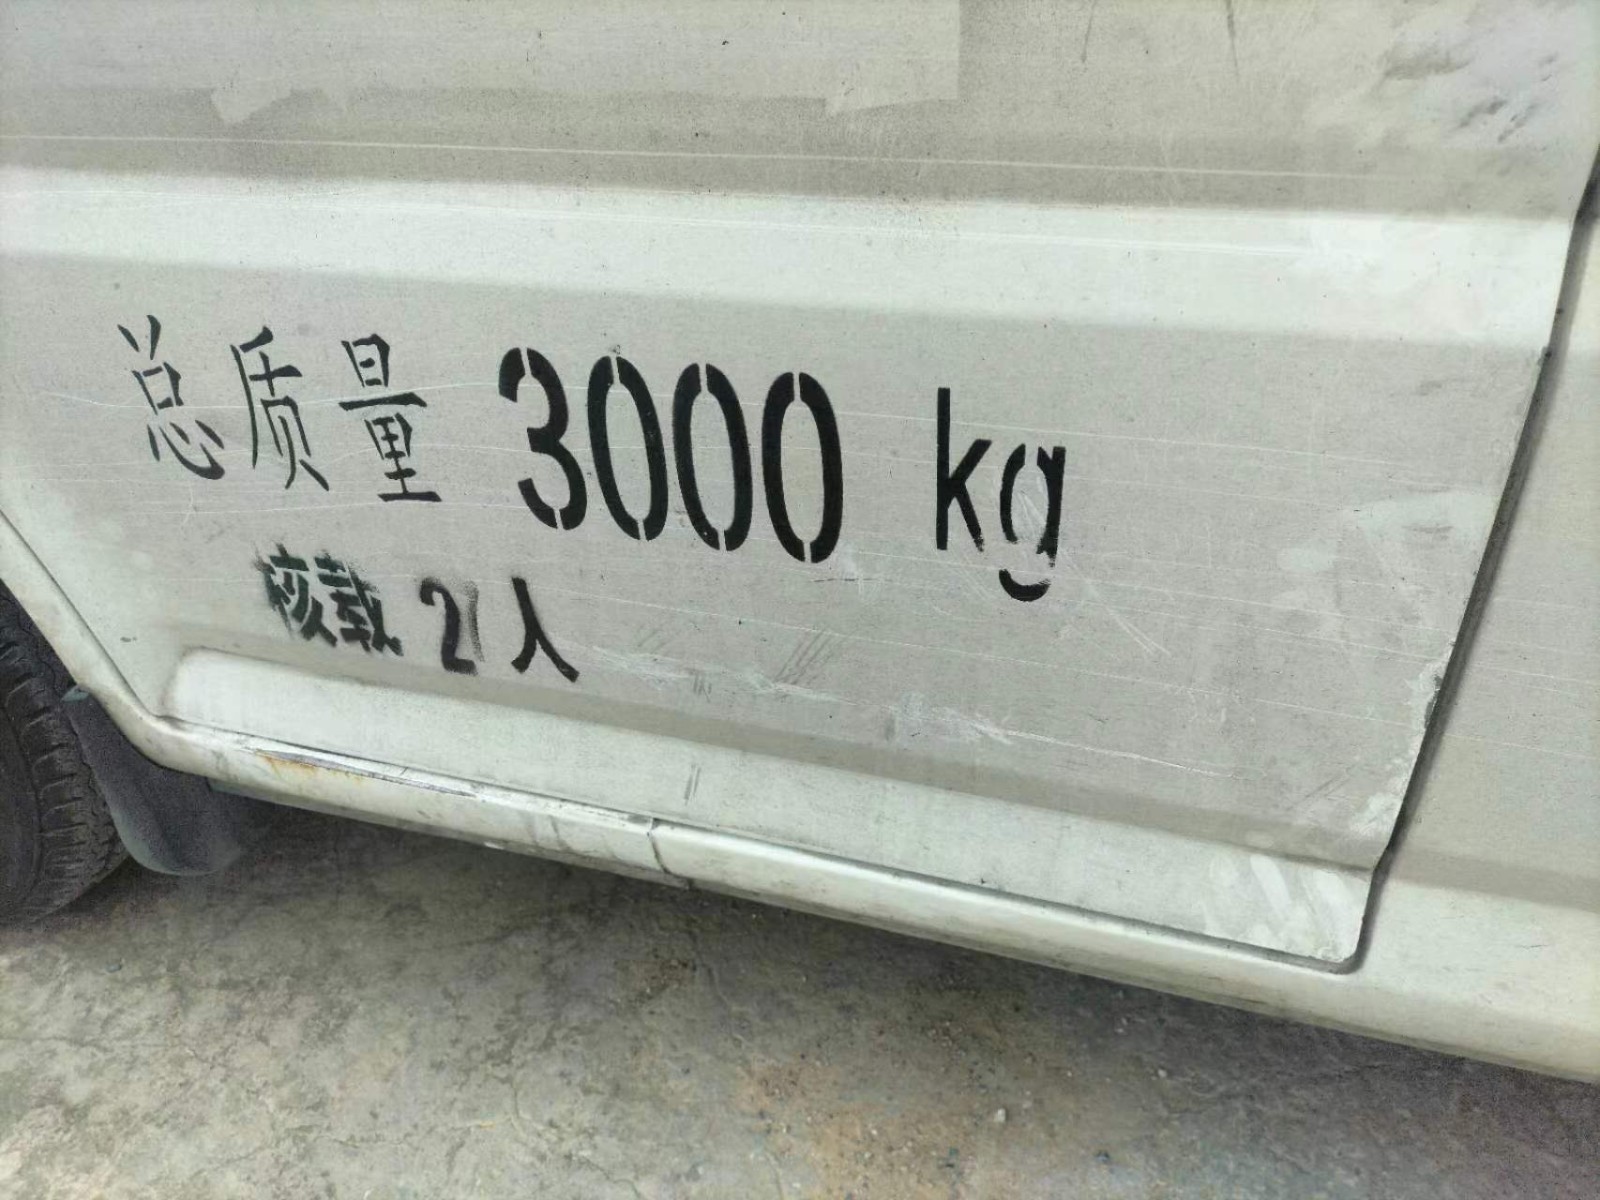 总质量 3000 kg
核载 2人